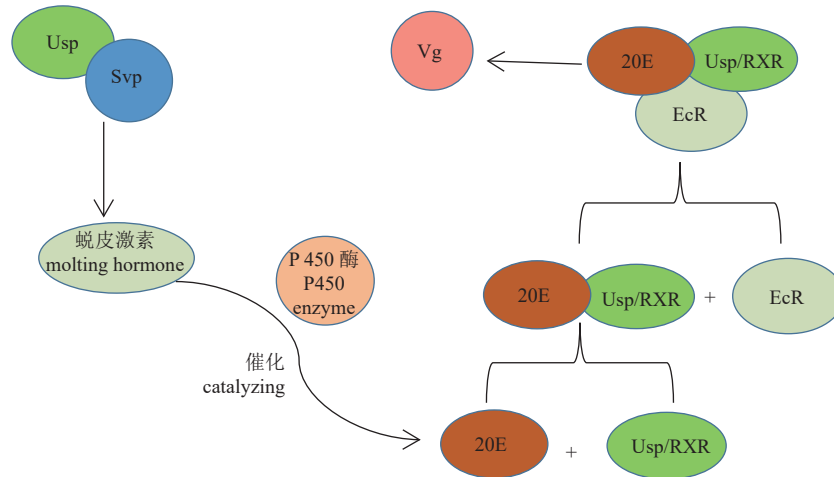 Usp
Svp
Vg
20E
Usp/RXR
EcR
蜕皮激素
molting hormone
P 450 酶
P450
enzyme
催化
catalyzing
20E
Usp/RXR
+
EcR
20E
+
Usp/RXR